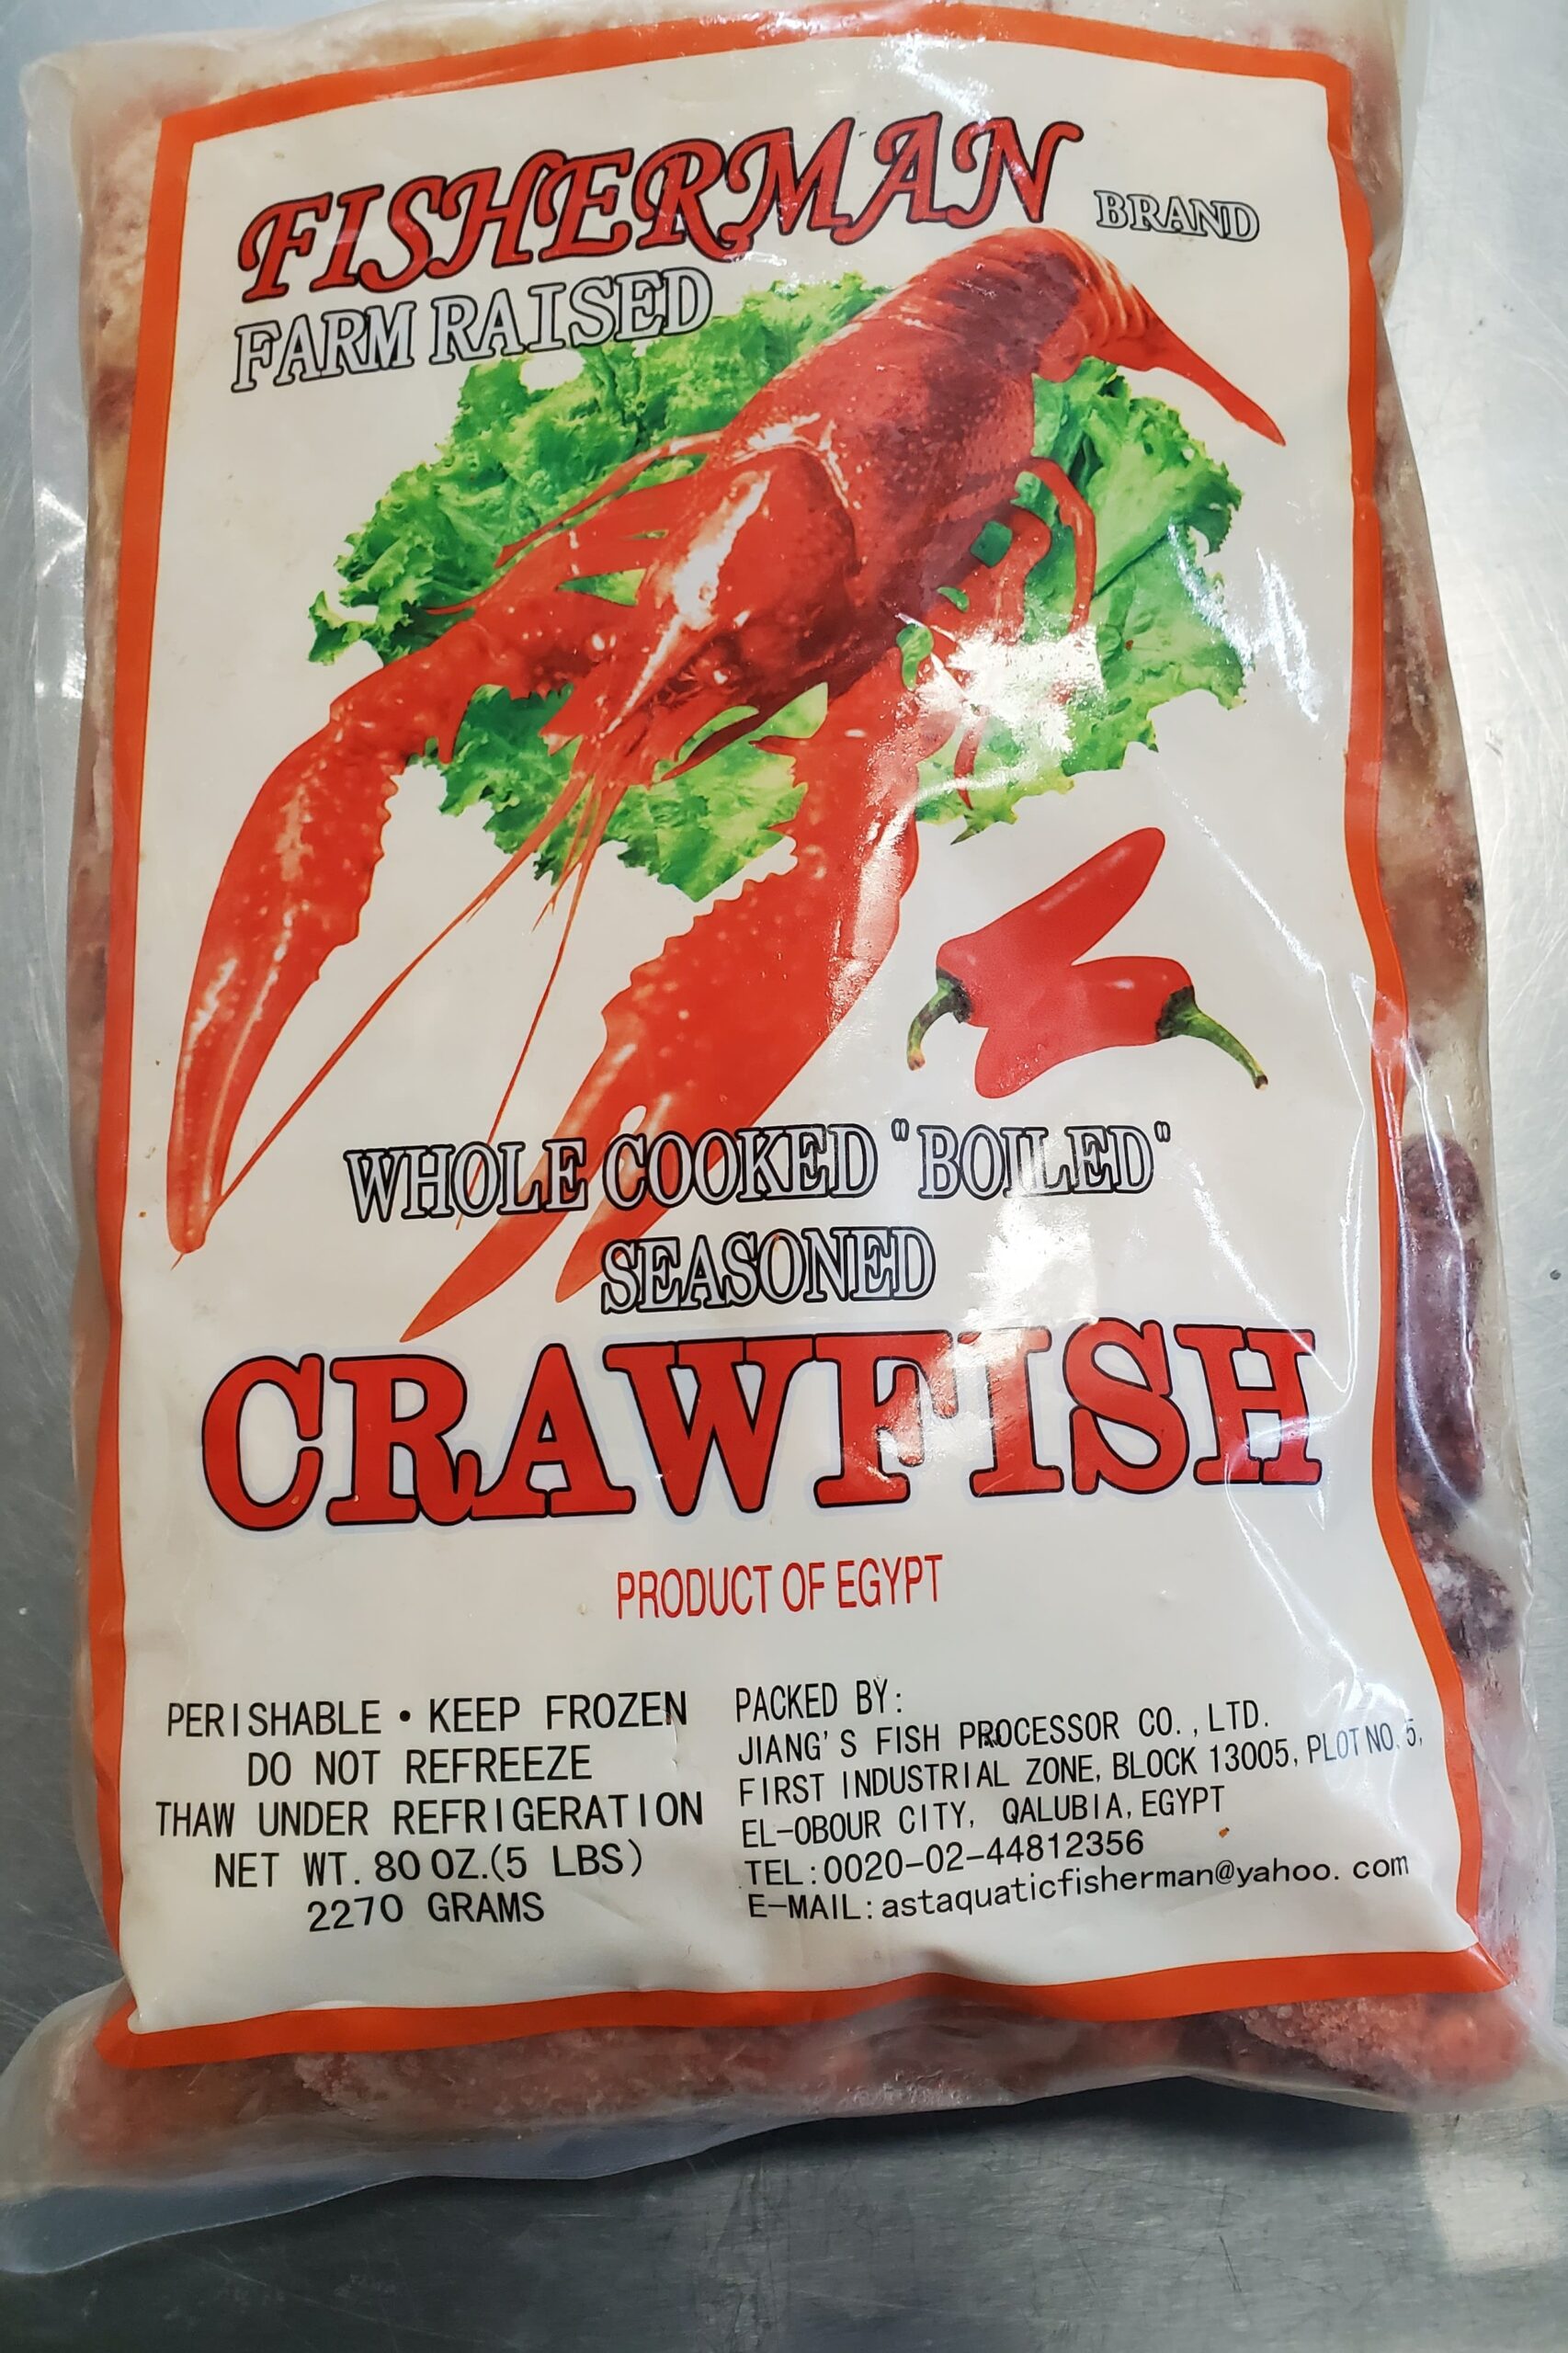 FISHERMAN BRAND
FARM RAISED
WHOLE COOKED "BOILED"
SEASONED
CRAWFISH
PRODUCT OF EGYPT
PERISHABLE • KEEP FROZEN
DO NOT REFREEZE
THAW UNDER REFRIGERATION
NET WT. 80 OZ.(5 LBS)
2270 GRAMS
PACKED BY:
JIANG'S FISH PROCESSOR CO., LTD.
FIRST INDUSTRIAL ZONE, BLOCK 13005, PLOT NO. 5,
EL-OBOUR CITY, QALUBIA, EGYPT
TEL:0020-02-44812356
E-MAIL:astaquaticfisherman@yahoo.com